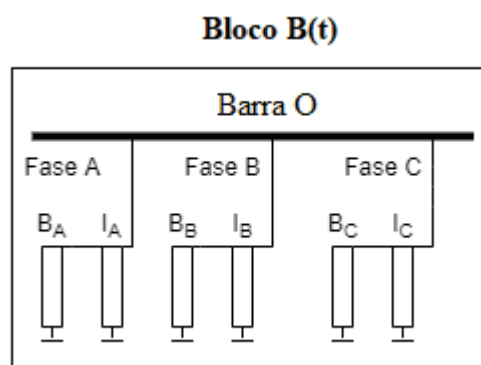 Bloco B(t)
Barra O
Fase A Fase B Fase C
B_A I_A B_B I_B B_C I_C